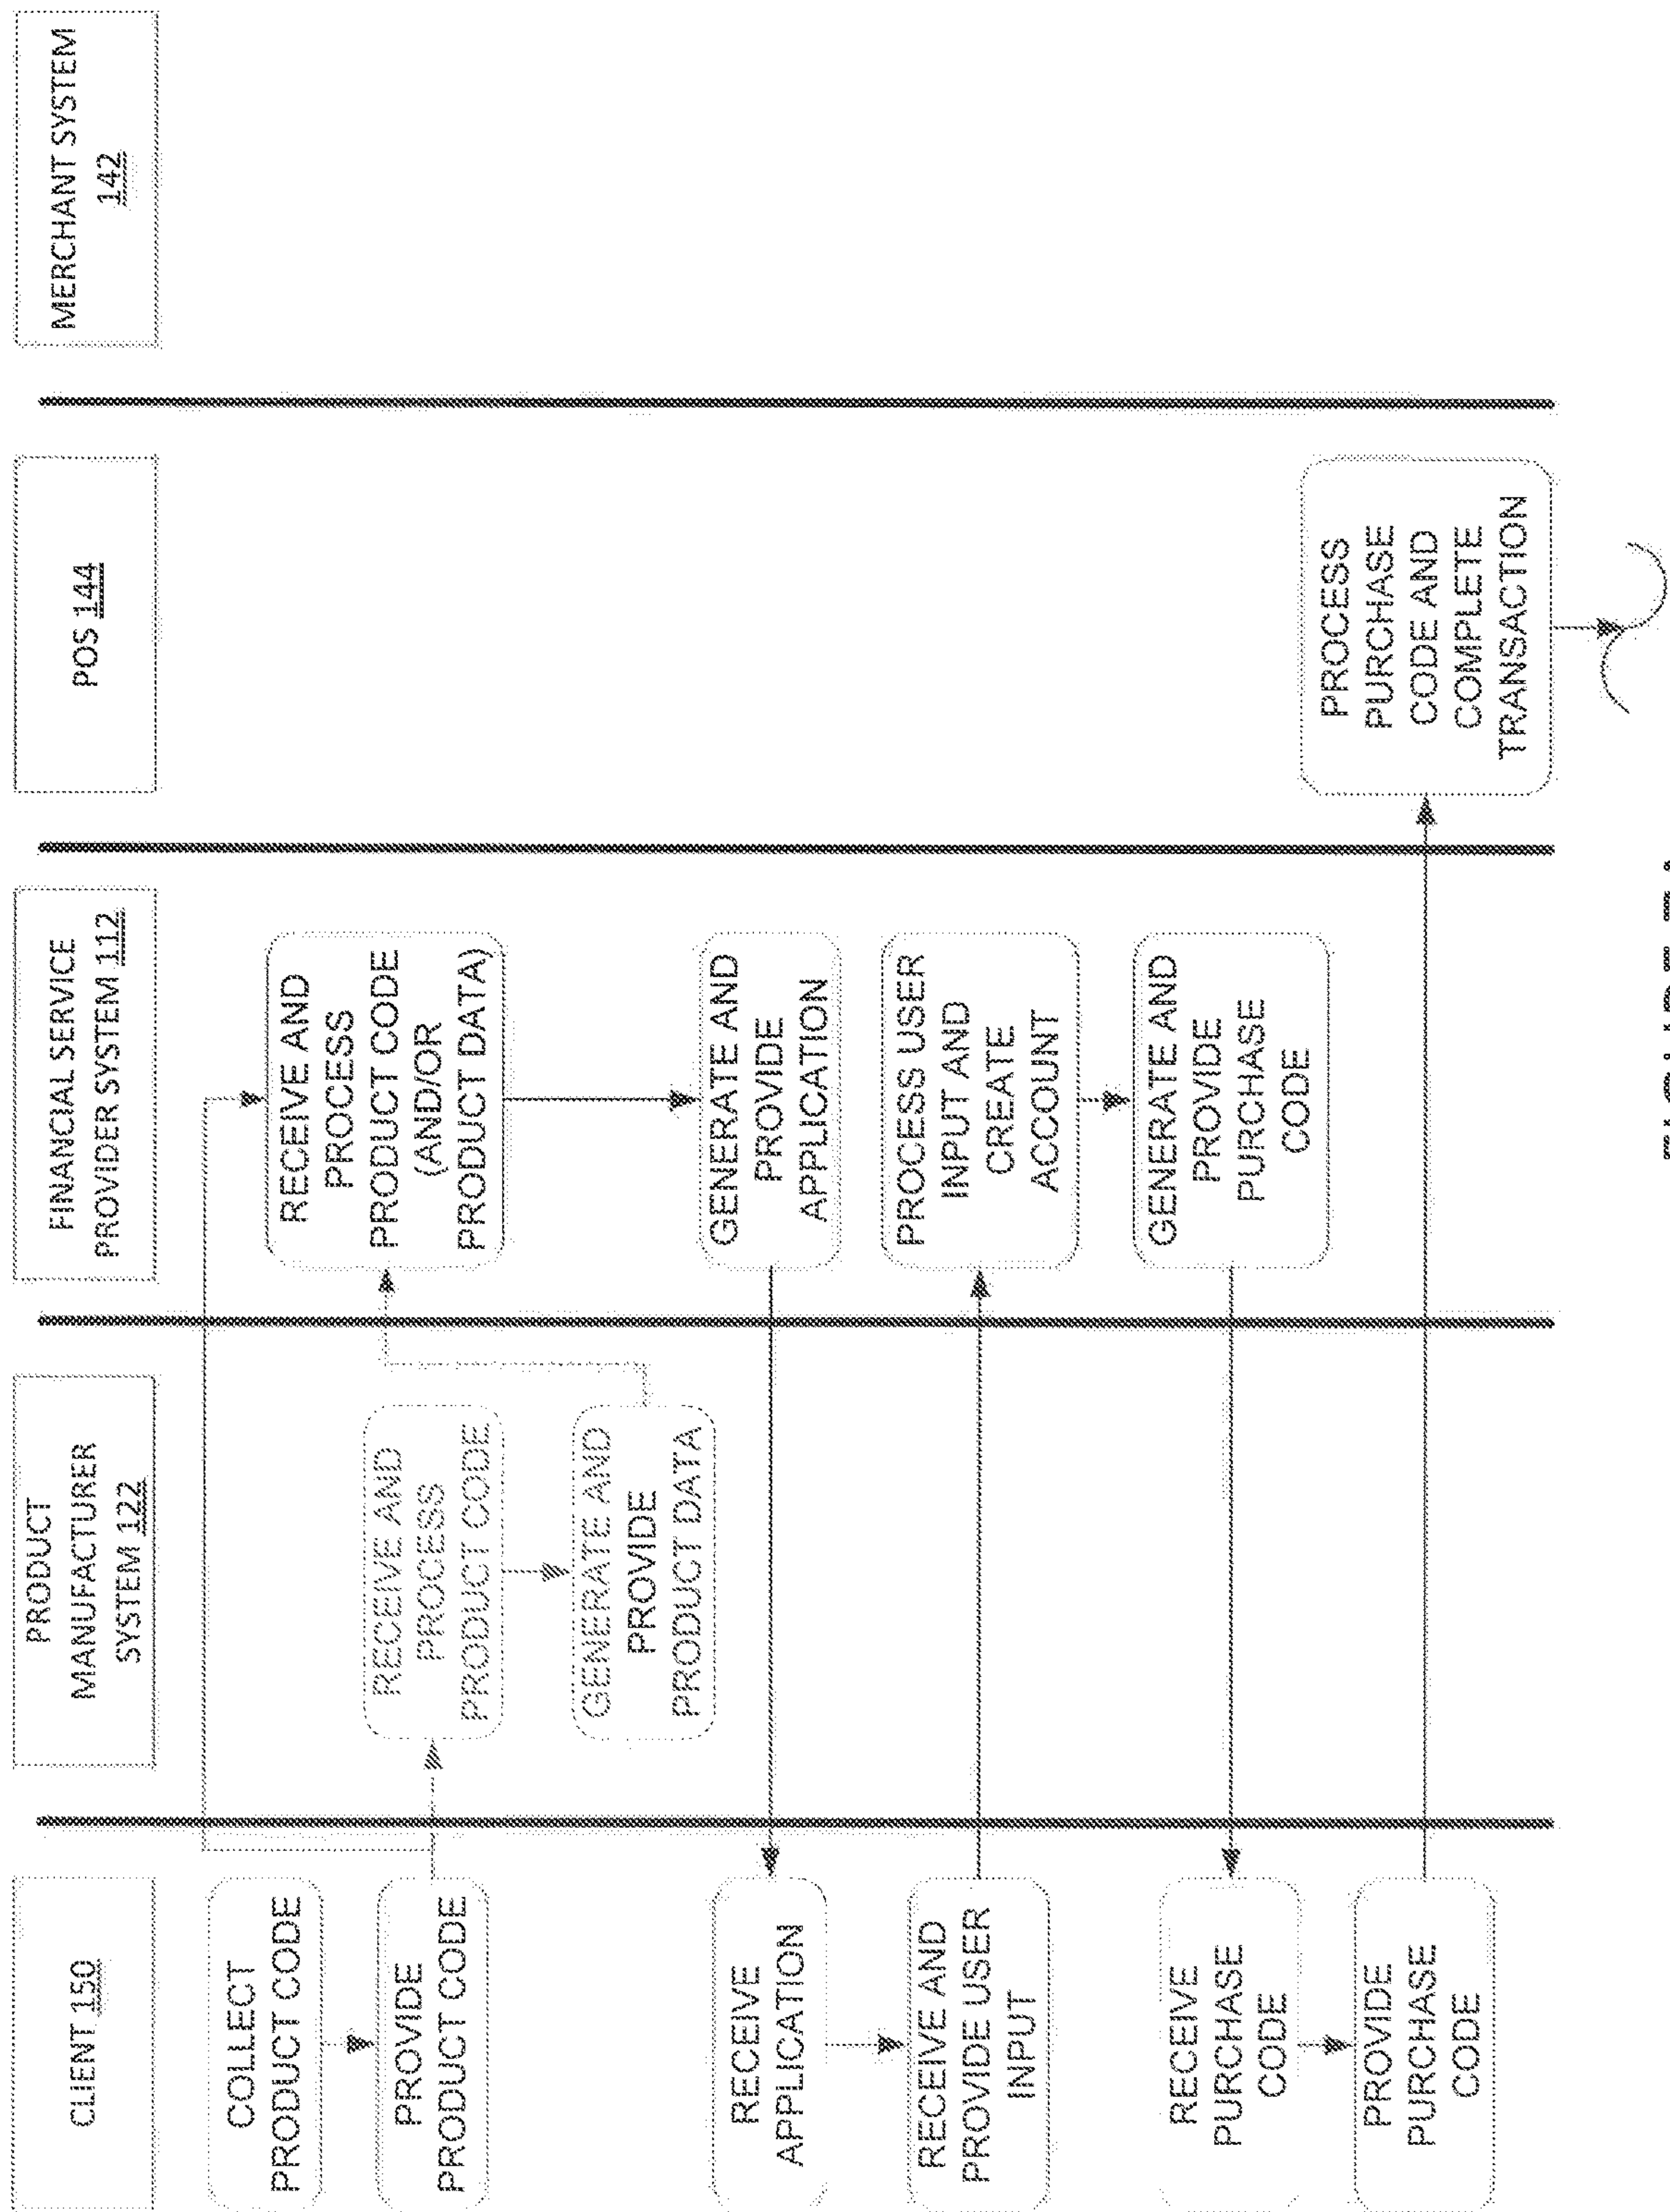 CLIENT 150
PRODUCT
MANUFACTURER
SYSTEM 122
FINANCIAL SERVICE
PROVIDER SYSTEM 112
POS 144
MERCHANT SYSTEM
142
COLLECT
PRODUCT CODE
PROVIDE
PRODUCT CODE
RECEIVE AND
PROCESS
PRODUCT CODE
GENERATE AND
PROVIDE
PRODUCT DATA
RECEIVE AND
PROCESS
PRODUCT CODE
(AND/OR
PRODUCT DATA)
GENERATE AND
PROVIDE
APPLICATION
RECEIVE
APPLICATION
RECEIVE AND
PROVIDE USER
INPUT
PROCESS USER
INPUT AND
CREATE
ACCOUNT
GENERATE AND
PROVIDE
PURCHASE
CODE
RECEIVE
PURCHASE
CODE
PROVIDE
PURCHASE
CODE
PROCESS
PURCHASE
CODE AND
COMPLETE
TRANSACTION